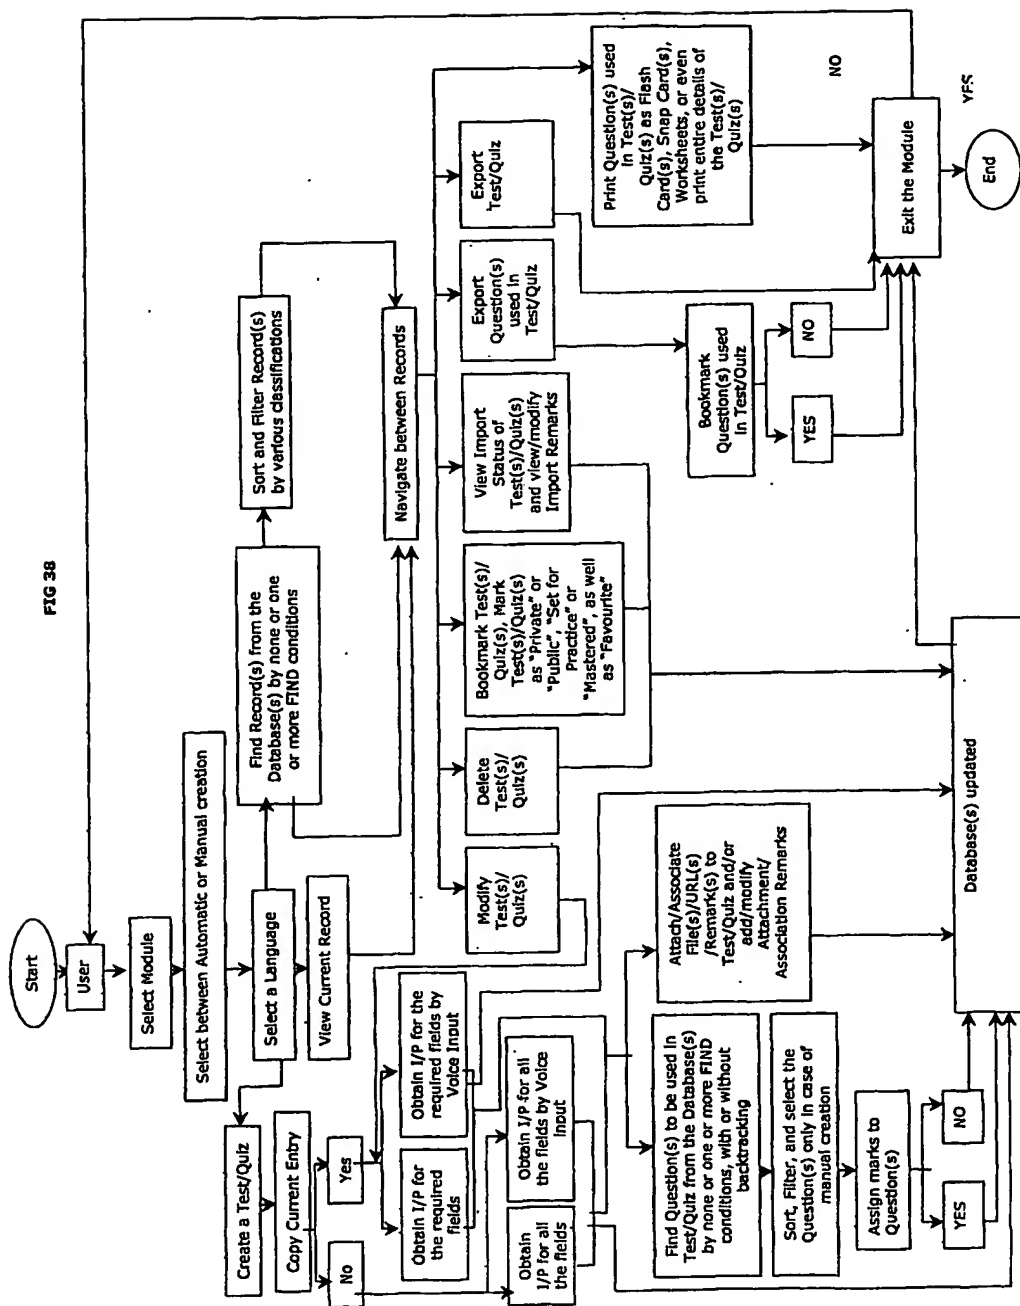 FIG 38
Start
User
Select Module
Select between Automatic or Manual creation
Select a Language
View Current Record
Create a Test/Quiz
Copy Current Entry
Yes
No
Obtain I/P for
the required
fields
Obtain I/P for the
required fields by
Voice Input
Obtain
I/P for all
the fields
Obtain I/P for all
the fields by Voice
Input
Find Record(s) from the
Database(s) by none or one
or more FIND conditions
Sort and Filter Record(s)
by various classifications
Navigate between Records
Modify
Test(s)/
Quiz(s)
Delete
Test(s)/
Quiz(s)
Bookmark Test(s)/
Quiz(s), Mark
Test(s)/Quiz(s)
as "Private" or
"Public", "Set for
Practice" or
"Mastered", as well
as "Favourite"
View Import
Status of
Test(s)/Quiz(s)
and view/modify
Import Remarks
Export
Question(s)
used in
Test/Quiz
Export
Test/Quiz
Print Question(s) used
in Test(s)/
Quiz(s) as Flash
Card(s), Snap Card(s),
Worksheets, or even
print entire details of
the Test(s)/
Quiz(s)
Find Question(s) to be used in
Test/Quiz from the Database(s)
by none or one or more FIND
conditions, with or without
backtracking
Sort, Filter, and select the
Question(s) only in case of
manual creation
Assign marks to
Question(s)
YES
NO
Attach/Associate
File(s)/URL(s)
/Remark(s) to
Test/Quiz and/or
add/modify
Attachment/
Association Remarks
Database(s) updated
Bookmark
Question(s) used
in Test/Quiz
YES
NO
Exit the Module
NO
YES
End